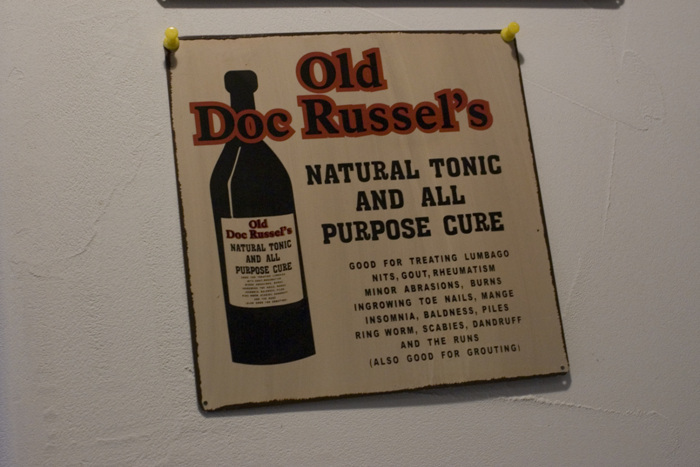 Old
Doc Russel's
NATURAL TONIC
AND ALL
PURPOSE CURE
GOOD FOR TREATING LUMBAGO
NITS, GOUT, RHEUMATISM
MINOR ABRASIONS, BURNS
INGROWING TOE NAILS, MANGE
INSOMNIA, BALDNESS, PILES
RING WORM, SCABIES, DANDRUFF
AND THE RUNS
(ALSO GOOD FOR GROUTING)
Old
Doc Russel's
NATURAL TONIC
AND ALL
PURPOSE CURE